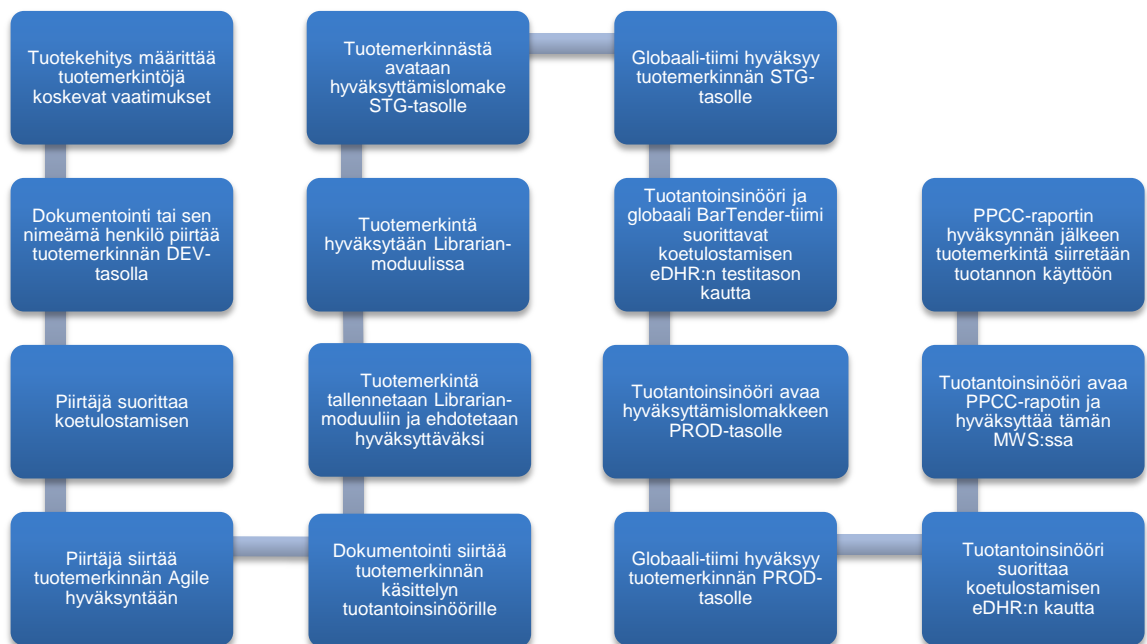 Tuotekehitys määrittää
tuotemerkintöjä
koskevat vaatimukset
Dokumentointi tai sen
nimeämä henkilö piirtää
tuotemerkinnän DEV-
tasolla
Piirtäjä suorittaa
koetulostamisen
Piirtäjä siirtää
tuotemerkinnän Agile
hyväksyntään
Dokumentointi siirtää
tuotemerkinnän
käsittelyn
tuotantoinsinöörille
Tuotemerkintä
tallennetaan Librarian-
moduuliin ja ehdotetaan
hyväksyttäväksi
Tuotemerkintä
hyväksytään Librarian-
moduulissa
Tuotemerkinnästä
avataan
hyväksyttämislomake
STG-tasolle
Globaali-tiimi hyväksyy
tuotemerkinnän STG-
tasolle
Tuotantoinsinööri ja
globaali BarTender-tiimi
suorittavat
koetulostamisen
eDHR:n testitason
kautta
Tuotantoinsinööri avaa
hyväksyttämislomakkeen
PROD-tasolle
Globaali-tiimi hyväksyy
tuotemerkinnän PROD-
tasolle
Tuotantoinsinööri
suorittaa
koetulostamisen
eDHR:n kautta
Tuotantoinsinööri avaa
PPCC-rapotin ja
hyväksyttää tämän
MWS:ssa
PPCC-raportin
hyväksynnän jälkeen
tuotemerkintä siirretään
tuotannon käyttöön